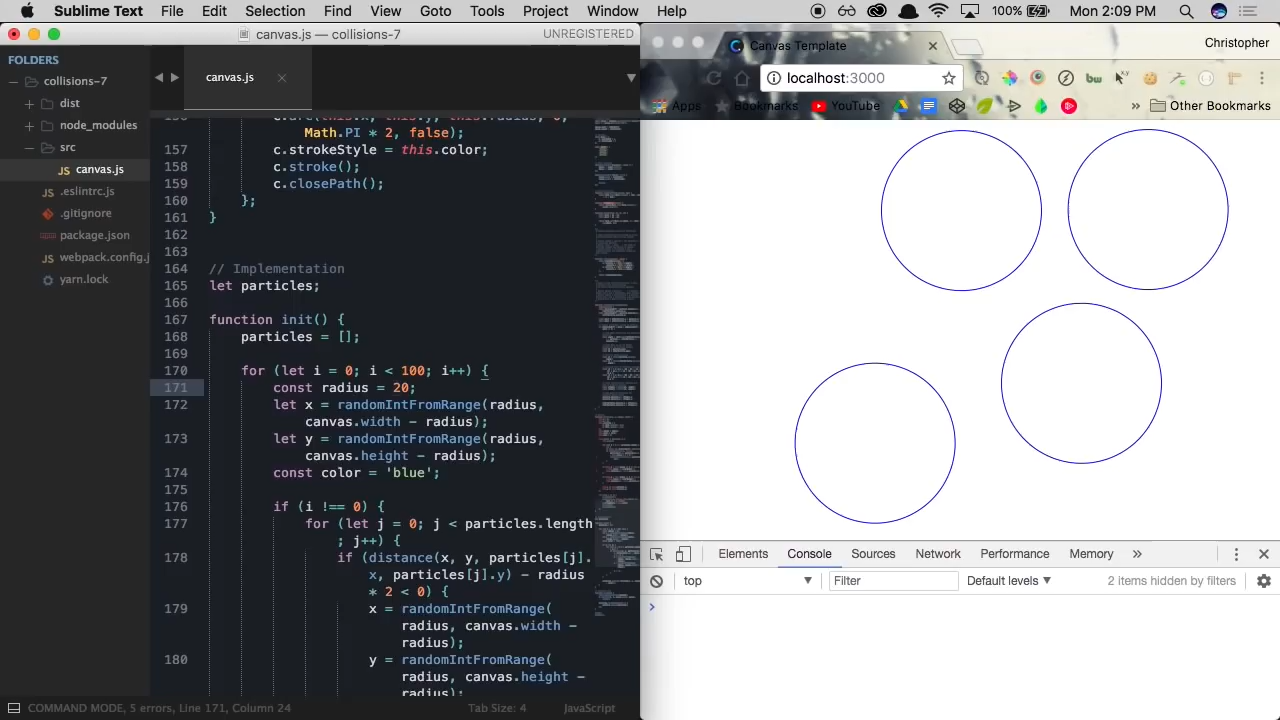 Sublime Text File Edit Selection Find View Goto Tools Project Window Help 100% Mon 2:09 PM
canvas.js — collisions-7 UNREGISTERED
Canvas Template Christopher
FOLDERS
collisions-7
dist
node_modules
src
canvas.js
.eslintrc.js
.gitignore
package.json
webpack.config.j
yarn.lock
canvas.js
Math.PI * 2, false);
157 c.strokeStyle = this.color;
158 c.stroke();
159 c.closePath();
160 };
161 }
162
163
164 // Implementation
165 let particles;
166
167 function init() {
168 particles = [];
169
170 for (let i = 0; i < 100; i++) {
171 const radius = 20;
172 let x = randomIntFromRange(radius,
canvas.width - radius);
173 let y = randomIntFromRange(radius,
canvas.height - radius);
174 const color = 'blue';
175
176 if (i !== 0) {
177 for (let j = 0; j < particles.length
; j++) {
178 if (distance(x, y, particles[j].
x, particles[j].y) - radius
* 2 < 0) {
179 x = randomIntFromRange(
radius, canvas.width -
radius);
180 y = randomIntFromRange(
radius, canvas.height -
radius);
COMMAND MODE, 5 errors, Line 171, Column 24 Tab Size: 4 JavaScript
localhost:3000
Apps Bookmarks YouTube » Other Bookmarks
Elements Console Sources Network Performance Memory »
top Filter Default levels 2 items hidden by filters